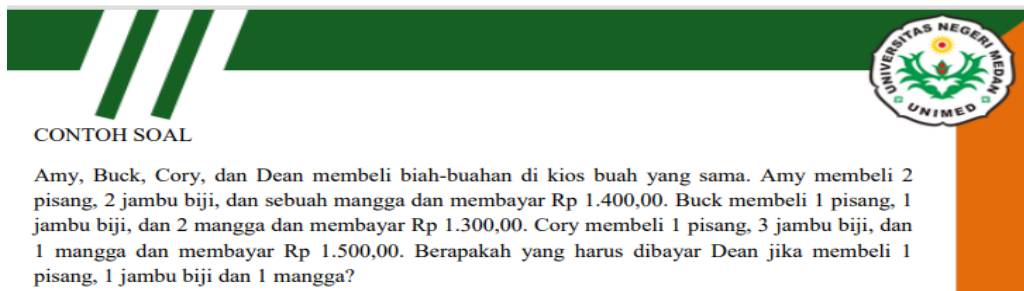 UNIVERSITAS NEGERI MEDAN
UNIMED
CONTOH SOAL
Amy, Buck, Cory, dan Dean membeli biah-buahan di kios buah yang sama. Amy membeli 2
pisang, 2 jambu biji, dan sebuah mangga dan membayar Rp 1.400,00. Buck membeli 1 pisang, 1
jambu biji, dan 2 mangga dan membayar Rp 1.300,00. Cory membeli 1 pisang, 3 jambu biji, dan
1 mangga dan membayar Rp 1.500,00. Berapakah yang harus dibayar Dean jika membeli 1
pisang, 1 jambu biji dan 1 mangga?